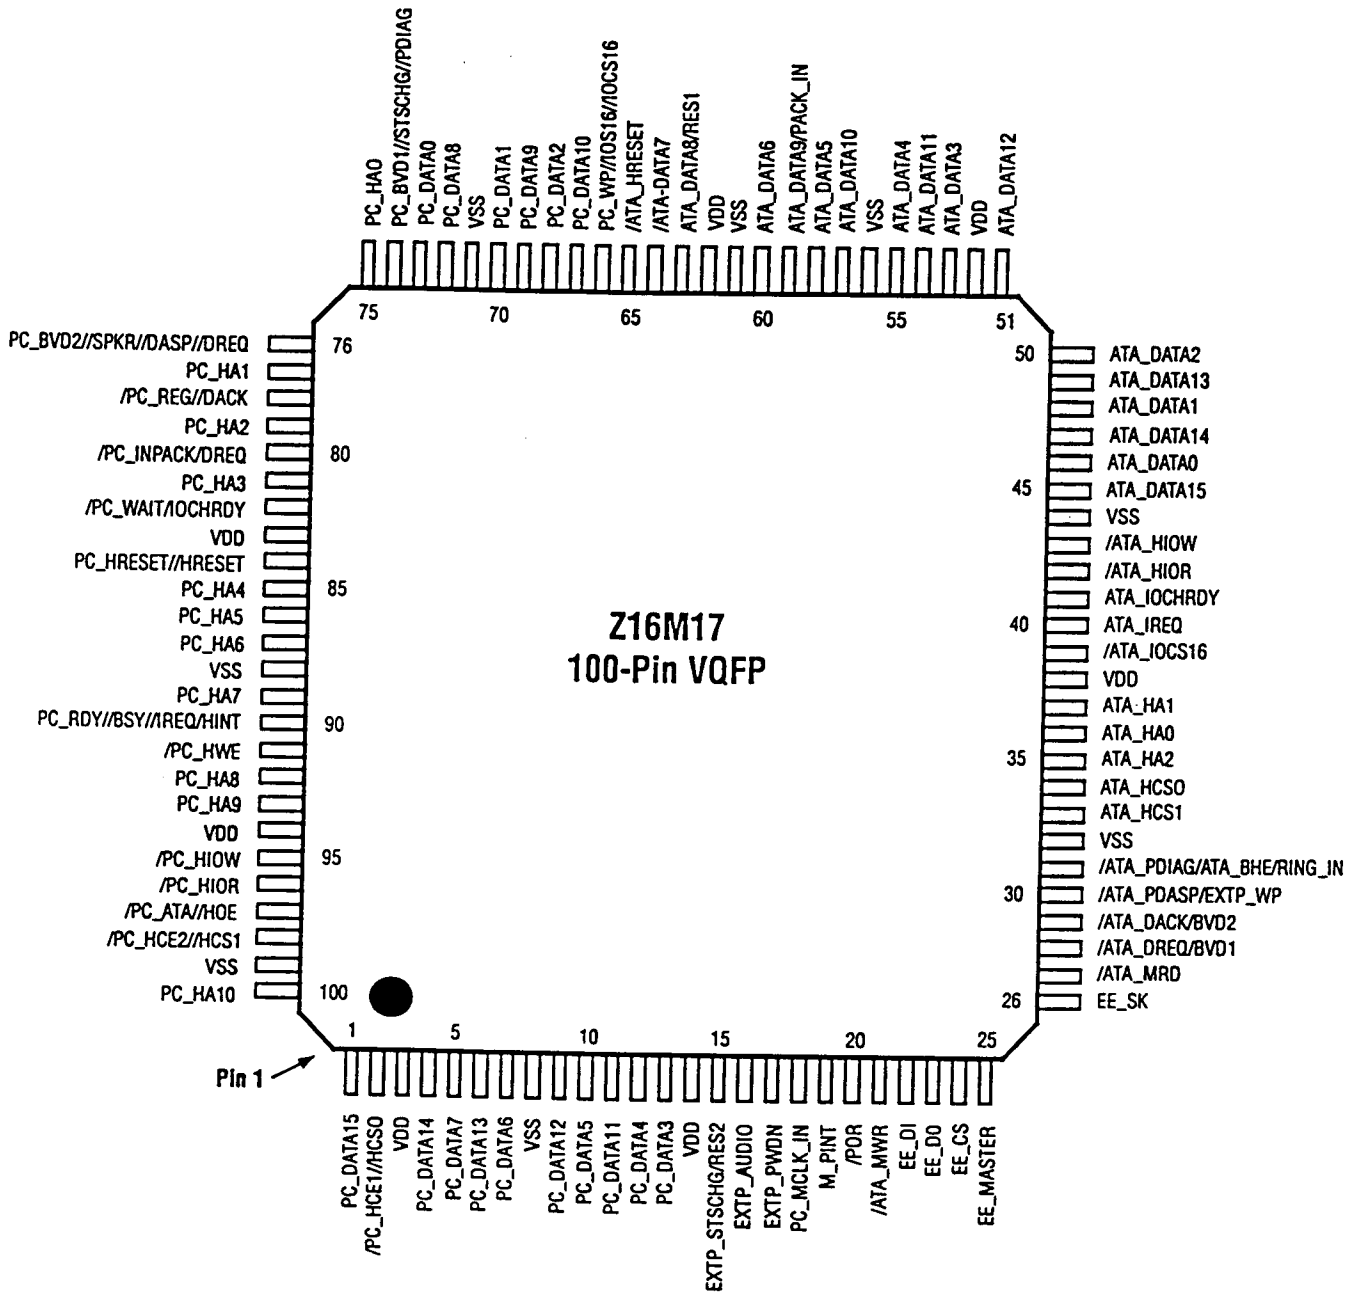 PC_HA0
PC_BVD1//STSCHG//PDIAG
PC_DATA0
PC_DATA8
VSS
PC_DATA1
PC_DATA9
PC_DATA2
PC_DATA10
PC_WP//IOS16//IOCS16
/ATA_HRESET
/ATA-DATA7
ATA_DATA8/RES1
VDD
VSS
ATA_DATA6
ATA_DATA9/PACK_IN
ATA_DATA5
ATA_DATA10
VSS
ATA_DATA4
ATA_DATA11
ATA_DATA3
VDD
ATA_DATA12
75 70 65 60 55 51
PC_BVD2//SPKR//DASP//DREQ 76
PC_HA1
/PC_REG//DACK
PC_HA2
/PC_INPACK/DREQ 80
PC_HA3
/PC_WAIT/IOCHRDY
VDD
PC_HRESET//HRESET
PC_HA4 85
PC_HA5
PC_HA6
VSS
PC_HA7
PC_RDY//BSY//IREQ/HINT 90
/PC_HWE
PC_HA8
PC_HA9
VDD
/PC_HIOW 95
/PC_HIOR
/PC_ATA//HOE
/PC_HCE2//HCS1
VSS
PC_HA10 100
Z16M17
100-Pin VQFP
50 ATA_DATA2
ATA_DATA13
ATA_DATA1
ATA_DATA14
ATA_DATA0
45 ATA_DATA15
VSS
/ATA_HIOW
/ATA_HIOR
ATA_IOCHRDY
40 ATA_IREQ
/ATA_IOCS16
VDD
ATA_HA1
ATA_HA0
35 ATA_HA2
ATA_HCSO
ATA_HCS1
VSS
/ATA_PDIAG/ATA_BHE/RING_IN
30 /ATA_PDASP/EXTP_WP
/ATA_DACK/BVD2
/ATA_DREQ/BVD1
/ATA_MRD
26 EE_SK
1 5 10 15 20 25
Pin 1
PC_DATA15
/PC_HCE1//HCSO
VDD
PC_DATA14
PC_DATA7
PC_DATA13
PC_DATA6
VSS
PC_DATA12
PC_DATA5
PC_DATA11
PC_DATA4
PC_DATA3
VDD
EXTP_STSCHG/RES2
EXTP_AUDIO
EXTP_PWDN
PC_MCLK_IN
M_PINT
/POR
/ATA_MWR
EE_DI
EE_DO
EE_CS
EE_MASTER